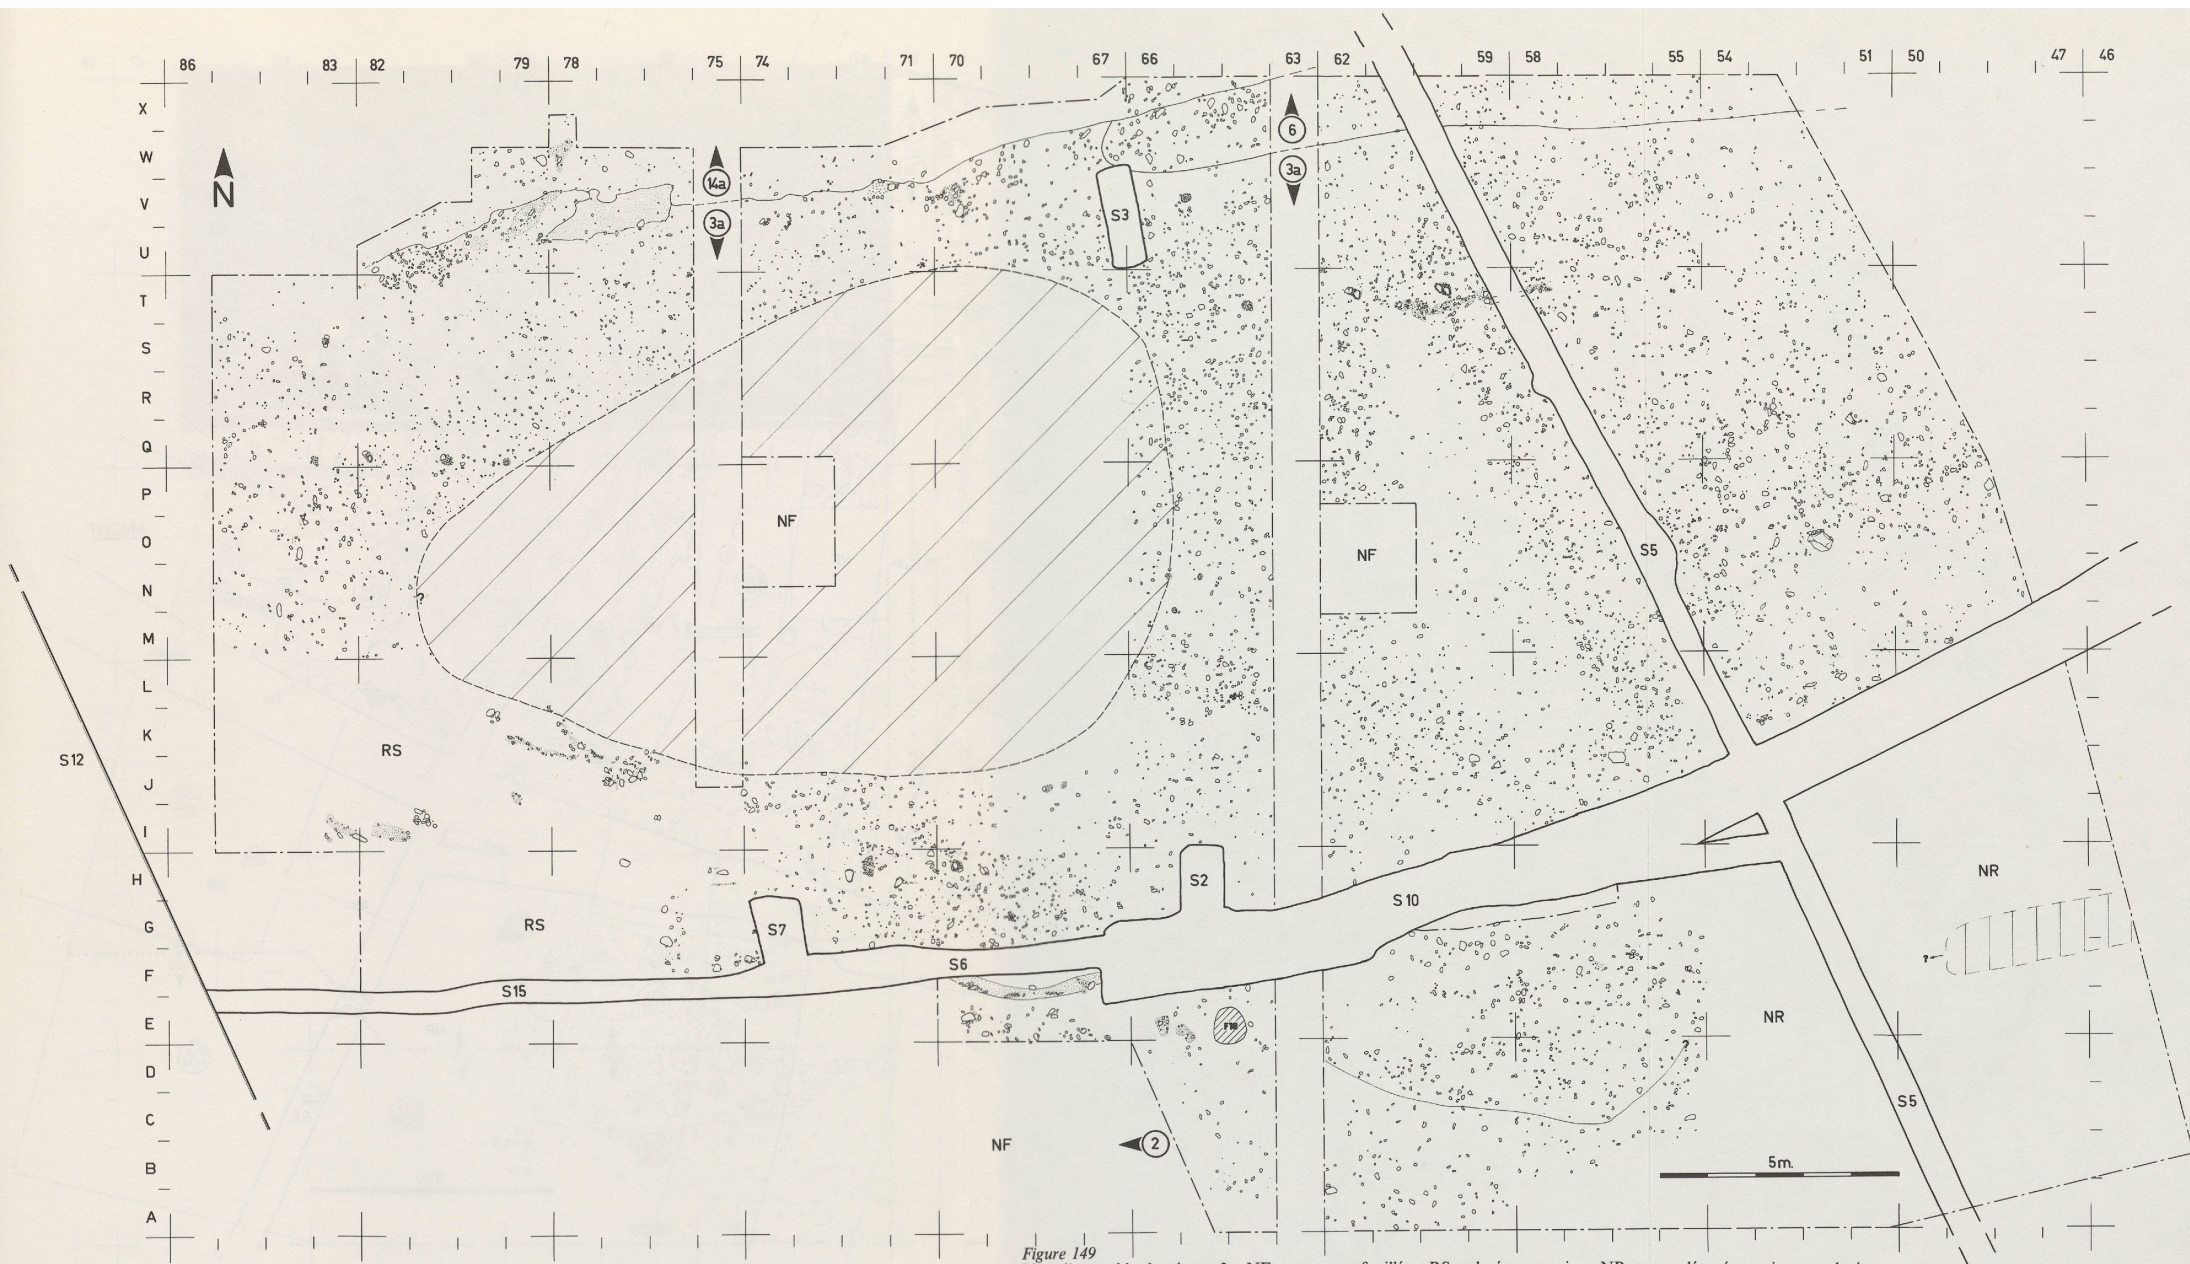 86 83 82 79 78 75 74 71 70 67 66 63 62 59 58 55 54 51 50 47 46
X
6
W
14a
3a
N
V
3a
S3
U
T
S
R
Q
P
NF
O
S5
NF
N
?
M
L
K
RS
S12
J
I
H
S2
NR
S10
G
RS
S7
?
F
S6
S15
E
F18
NR
?
D
C
S5
NF
2
B
5m.
A
Figure 149